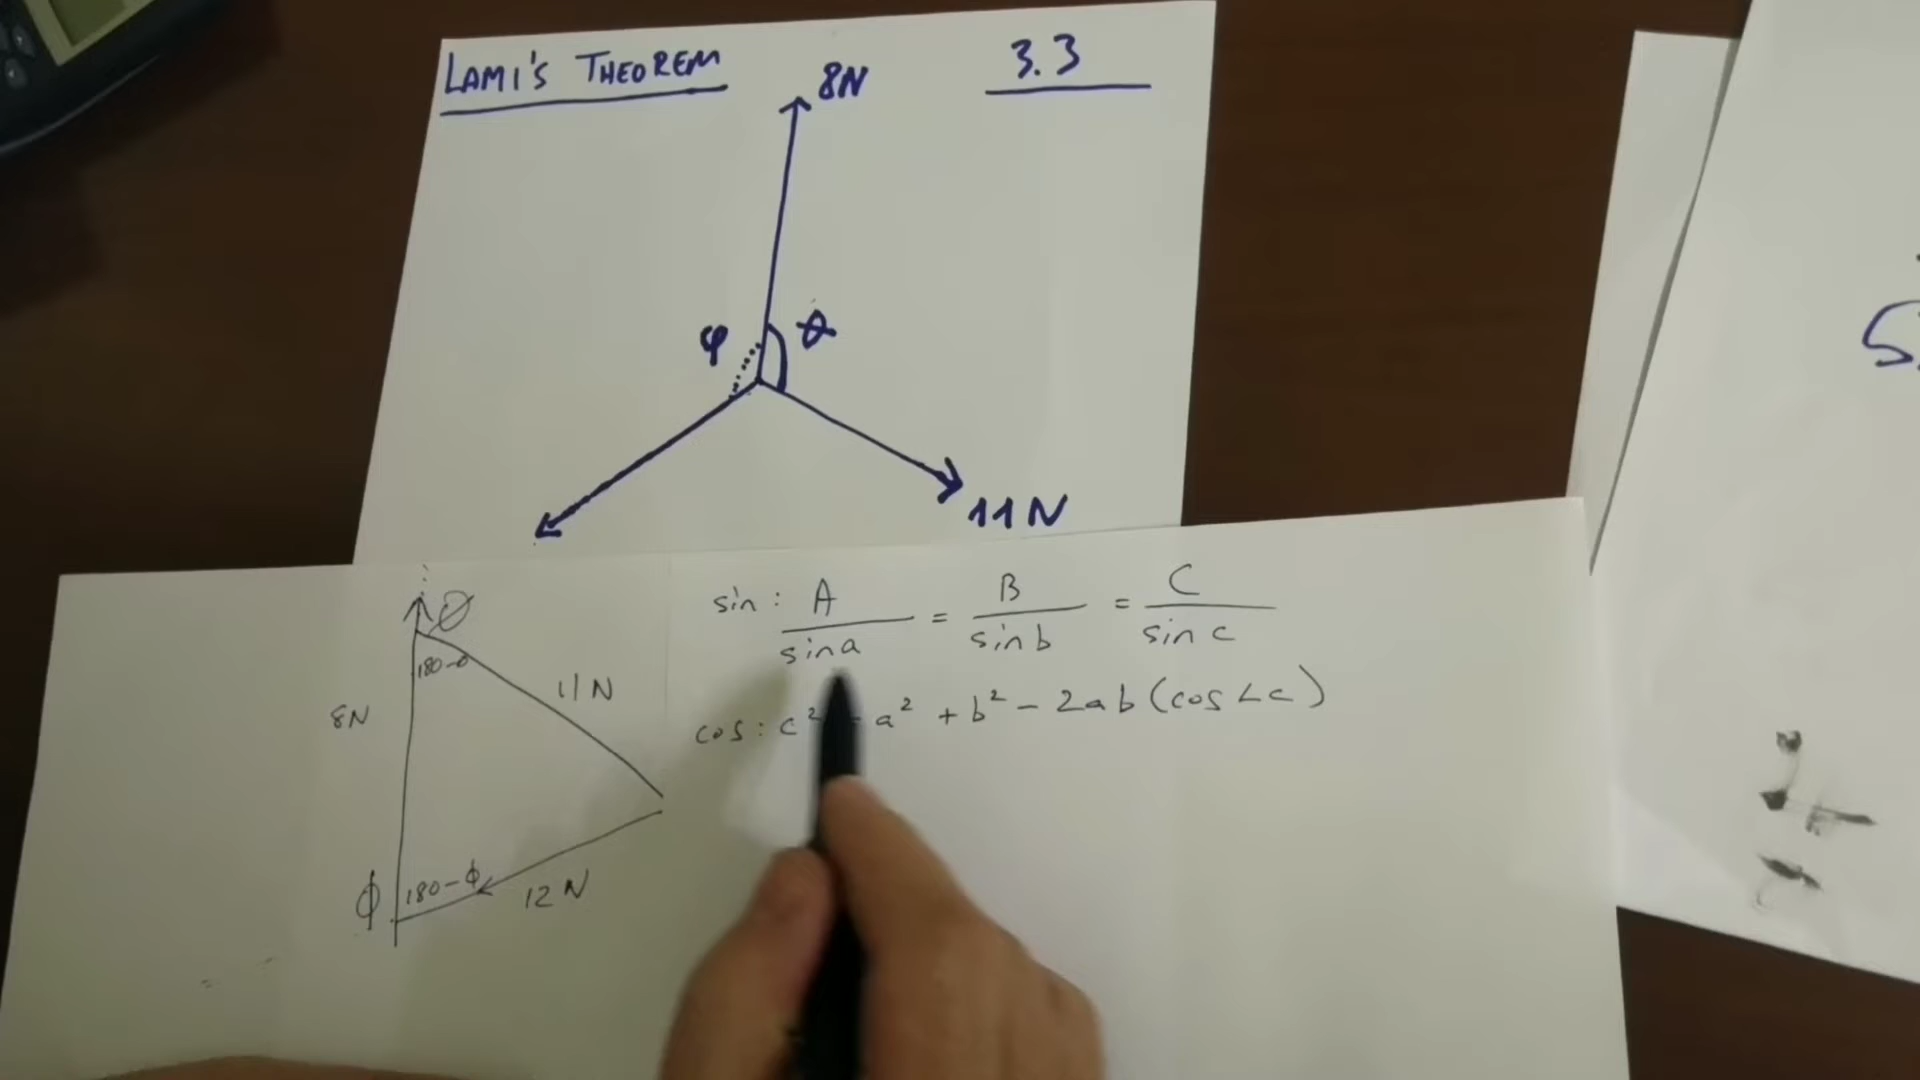 LAMI'S THEOREM
3.3
8N
φ θ
11N
θ
180-θ
8N
11N
ϕ
180-ϕ
12N
sin: A/sin a = B/sin b = C/sin c
cos: c² = a² + b² - 2ab (cos ∠c)